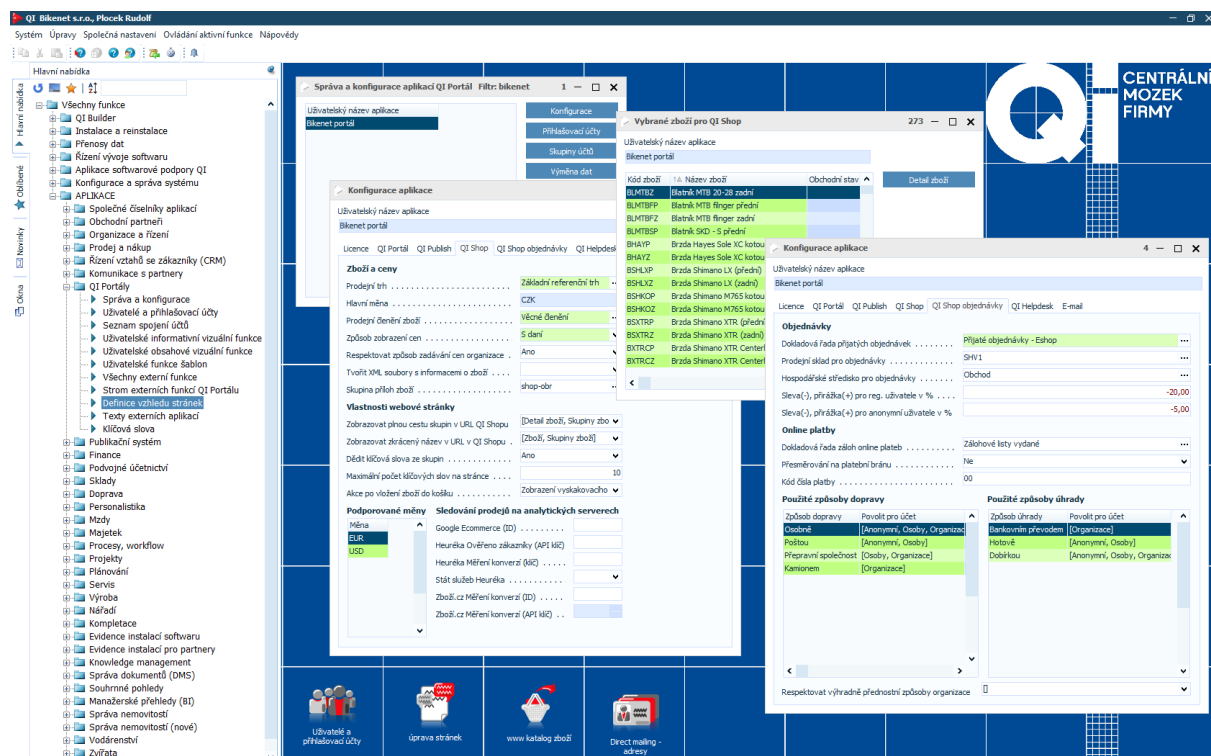 QI Bikenet s.r.o., Plocek Rudolf
Systém Úpravy Společná nastavení Ovládání aktivní funkce Nápovědy
Hlavní nabídka
Hlavní nabídka
Oblíbené
Novinky
Okna
Všechny funkce
QI Builder
Instalace a reinstalace
Přenosy dat
Řízení vývoje softwaru
Aplikace softwarové podpory QI
Konfigurace a správa systému
APLIKACE
Společné číselníky aplikací
Obchodní partneři
Organizace a řízení
Prodej a nákup
Řízení vztahů se zákazníky (CRM)
Komunikace s partnery
QI Portály
Správa a konfigurace
Uživatelé a přihlašovací účty
Seznam spojení účtů
Uživatelské informativní vizuální funkce
Uživatelské obsahové vizuální funkce
Uživatelské funkce šablon
Všechny externí funkce
Strom externích funkcí QI Portálu
Definice vzhledu stránek
Texty externích aplikací
Klíčová slova
Publikační systém
Finance
Podvojné účetnictví
Sklady
Doprava
Personalistika
Mzdy
Majetek
Procesy, workflow
Projekty
Plánování
Servis
Výroba
Nářadí
Kompletace
Evidence instalací softwaru
Evidence instalací pro partnery
Knowledge management
Správa dokumentů (DMS)
Souhrnné pohledy
Manažerské přehledy (BI)
Správa nemovitostí
Správa nemovitostí (nové)
Vodárenství
Zvířata
CENTRÁLNÍ
MOZEK
FIRMY
Správa a konfigurace aplikací QI Portál Filtr: bikenet 1
Uživatelský název aplikace
Bikenet portál
Konfigurace
Přihlašovací účty
Skupiny účtů
Výměna dat
Vybrané zboží pro QI Shop 273
Uživatelský název aplikace
Bikenet portál
Kód zboží Název zboží Obchodní stav
BLMTBZ Blatník MTB 20-28 zadní
BLMTBFP Blatník MTB flinger přední
BLMTBFZ Blatník MTB flinger zadní
BLMTBSP Blatník SKD - S přední
BHAYP Brzda Hayes Sole XC kotou
BHAYZ Brzda Hayes Sole XC kotou
BSHLXP Brzda Shimano LX (přední)
BSHLXZ Brzda Shimano LX (zadní)
BSHKOP Brzda Shimano M765 kotou
BSHKOZ Brzda Shimano M765 kotou
BSXTRP Brzda Shimano XTR (přední
BSXTRZ Brzda Shimano XTR (zadní)
BXTRCP Brzda Shimano XTR Centerl
BXTRCZ Brzda Shimano XTR Centerl
Detail zboží
Konfigurace aplikace
Uživatelský název aplikace
Bikenet portál
Licence QI Portál QI Publish QI Shop QI Shop objednávky QI Helpdesk
Zboží a ceny
Prodejní trh Základní referenční trh
Hlavní měna CZK
Prodejní členění zboží Věcné členění
Způsob zobrazení cen S daní
Respektovat způsob zadávání cen organizace Ano
Tvořit XML soubory s informacemi o zboží
Skupina příloh zboží shop-obr
Vlastnosti webové stránky
Zobrazovat plnou cestu skupin v URL QI Shopu [Detail zboží, Skupiny zbo
Zobrazovat zkrácený název v URL v QI Shopu [Zboží, Skupiny zboží]
Dědit klíčová slova ze skupin Ano
Maximální počet klíčových slov na stránce 10
Akce po vložení zboží do košíku Zobrazení vyskakovacího
Podporované měny Sledování prodejů na analytických serverech
Měna
EUR
USD
Google Ecommerce (ID)
Heuréka Ověřeno zákazníky (API klíč)
Heuréka Měření konverzí (klíč)
Stát služeb Heuréka
Zboží.cz Měření konverzí (ID)
Zboží.cz Měření konverzí (API klíč)
Konfigurace aplikace 4
Uživatelský název aplikace
Bikenet portál
Licence QI Portál QI Publish QI Shop QI Shop objednávky QI Helpdesk E-mail
Objednávky
Dokladová řada přijatých objednávek Přijaté objednávky - Eshop
Prodejní sklad pro objednávky SHV1
Hospodářské středisko pro objednávky Obchod
Sleva(-), přirážka(+) pro reg. uživatele v % -20,00
Sleva(-), přirážka(+) pro anonymní uživatele v % -5,00
Online platby
Dokladová řada záloh online plateb Zálohové listy vydané
Přesměrování na platební bránu Ne
Kód čísla platby 00
Použité způsoby dopravy
Způsob dopravy Povolit pro účet
Osobně [Anonymní, Osoby, Organizac
Poštou [Anonymní, Osoby]
Přepravní společnost [Osoby, Organizace]
Kamionem [Organizace]
Použité způsoby úhrady
Způsob úhrady Povolit pro účet
Bankovním převodem [Organizace]
Hotově [Anonymní, Osoby]
Dobírkou [Anonymní, Osoby, Organizac
Respektovat výhradně přednostní způsoby organizace []
Uživatelé a
přihlašovací účty
úprava stránek
www katalog zboží
Direct mailing -
adresy